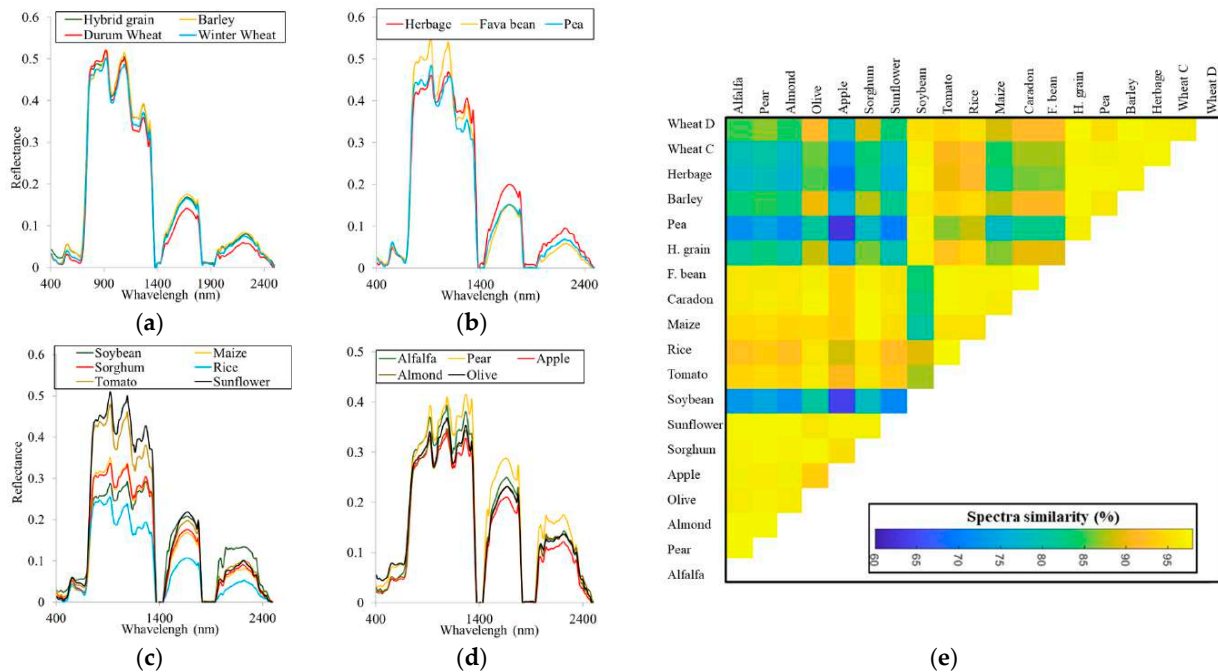 Hybrid grain Barley
Durum Wheat Winter Wheat
0.6
0.5
0.4
0.3
0.2
0.1
0
Reflectance
400 900 1400 1900 2400
Wavelengh (nm)
(a)
Herbage Fava bean Pea
0.6
0.5
0.4
0.3
0.2
0.1
0
400 1400 2400
Wavelengh (nm)
(b)
Soybean Maize
Sorghum Rice
Tomato Sunflower
0.6
0.5
0.4
0.3
0.2
0.1
0
Reflectance
400 1400 2400
Wavelengh (nm)
(c)
Alfalfa Pear Apple
Almond Olive
0.5
0.4
0.3
0.2
0.1
0
400 1400 2400
Wavelengh (nm)
(d)
Alfalfa
Pear
Almond
Olive
Apple
Sorghum
Sunflower
Soybean
Tomato
Rice
Maize
Caradon
F. bean
H. grain
Pea
Barley
Herbage
Wheat C
Wheat D
Wheat D
Wheat C
Herbage
Barley
Pea
H. grain
F. bean
Caradon
Maize
Rice
Tomato
Soybean
Sunflower
Sorghum
Apple
Olive
Almond
Pear
Alfalfa
Spectra similarity (%)
60 65 70 75 80 85 90 95
(e)